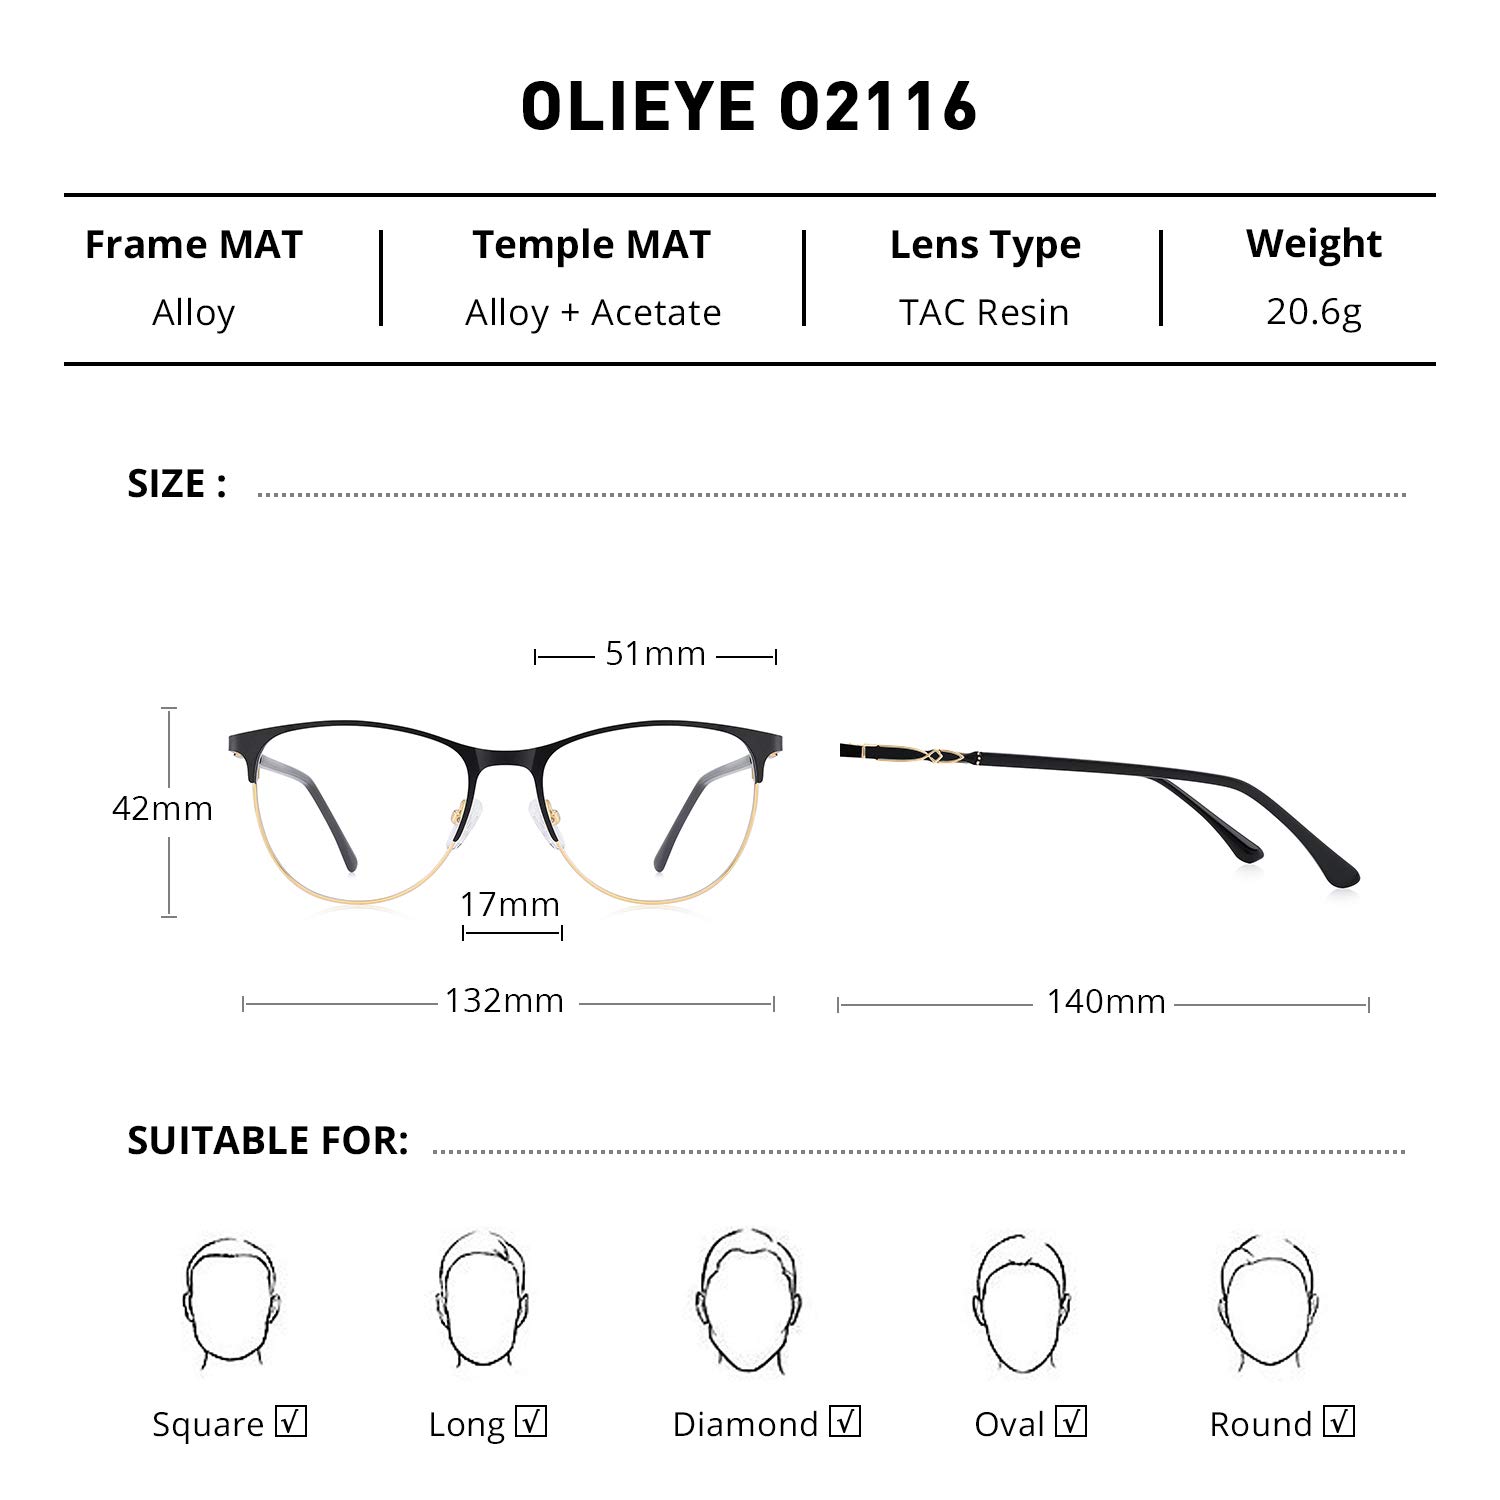 OLIEYE O2116
Frame MAT
Temple MAT
Lens Type
Weight
Alloy
Alloy + Acetate
TAC Resin
20.6g
SIZE :
51mm
42mm
17mm
132mm
140mm
SUITABLE FOR:
Square √
Long √
Diamond √
Oval √
Round √